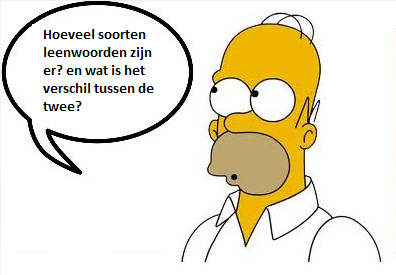 Hoeveel soorten
leenwoorden zijn
er? en wat is het
verschil tussen de
twee?